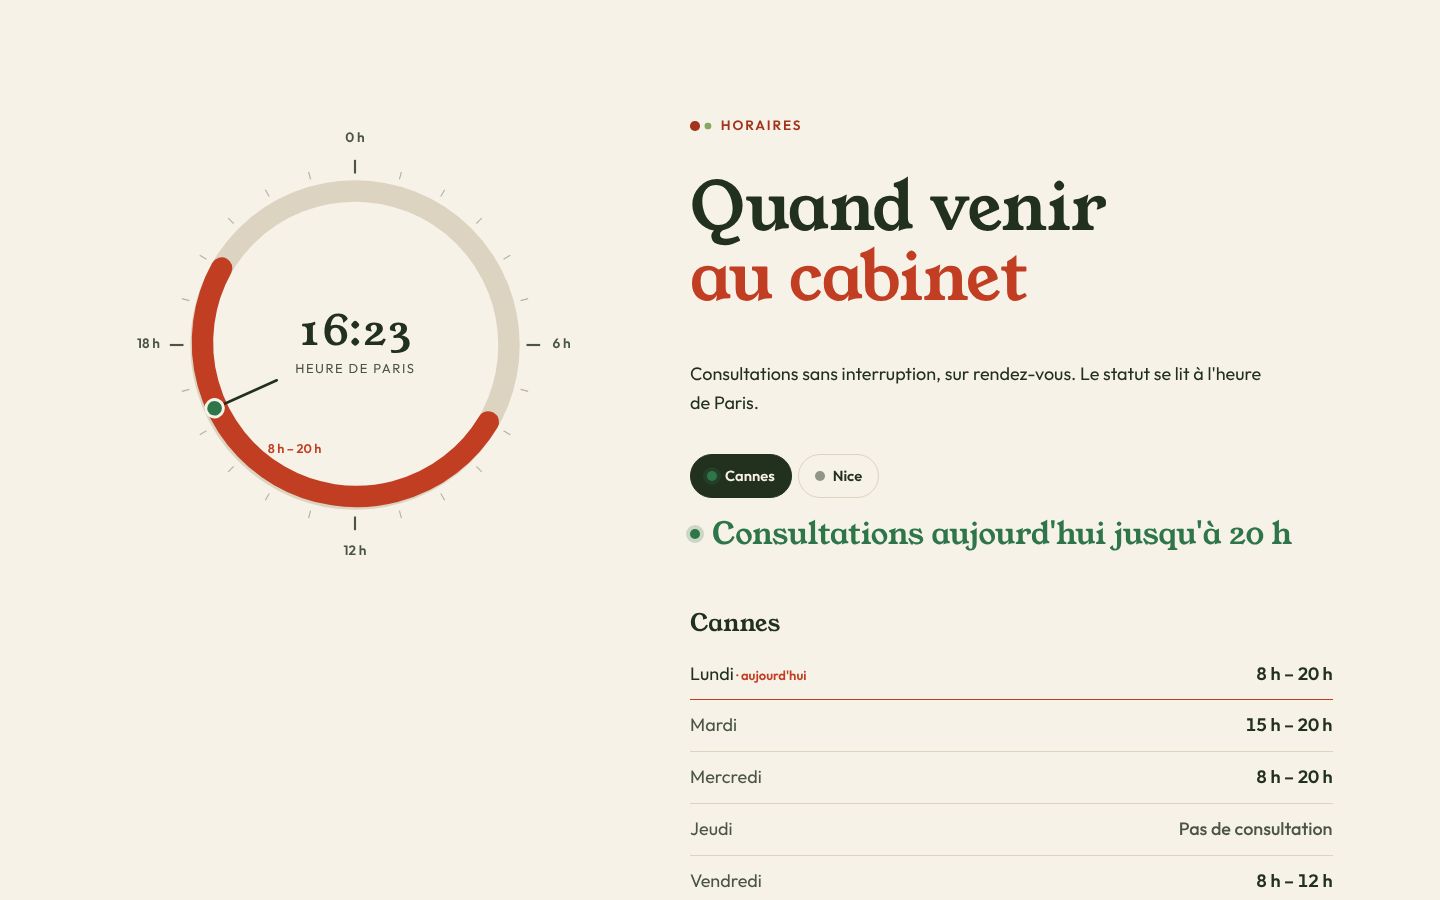 0 h
18 h
16:23
HEURE DE PARIS
6 h
8 h – 20 h
12 h
HORAIRES
Quand venir
au cabinet
Consultations sans interruption, sur rendez-vous. Le statut se lit à l'heure
de Paris.
Cannes
Nice
Consultations aujourd'hui jusqu'à 20 h
Cannes
Lundi · aujourd'hui 8 h – 20 h
Mardi 15 h – 20 h
Mercredi 8 h – 20 h
Jeudi Pas de consultation
Vendredi 8 h – 12 h